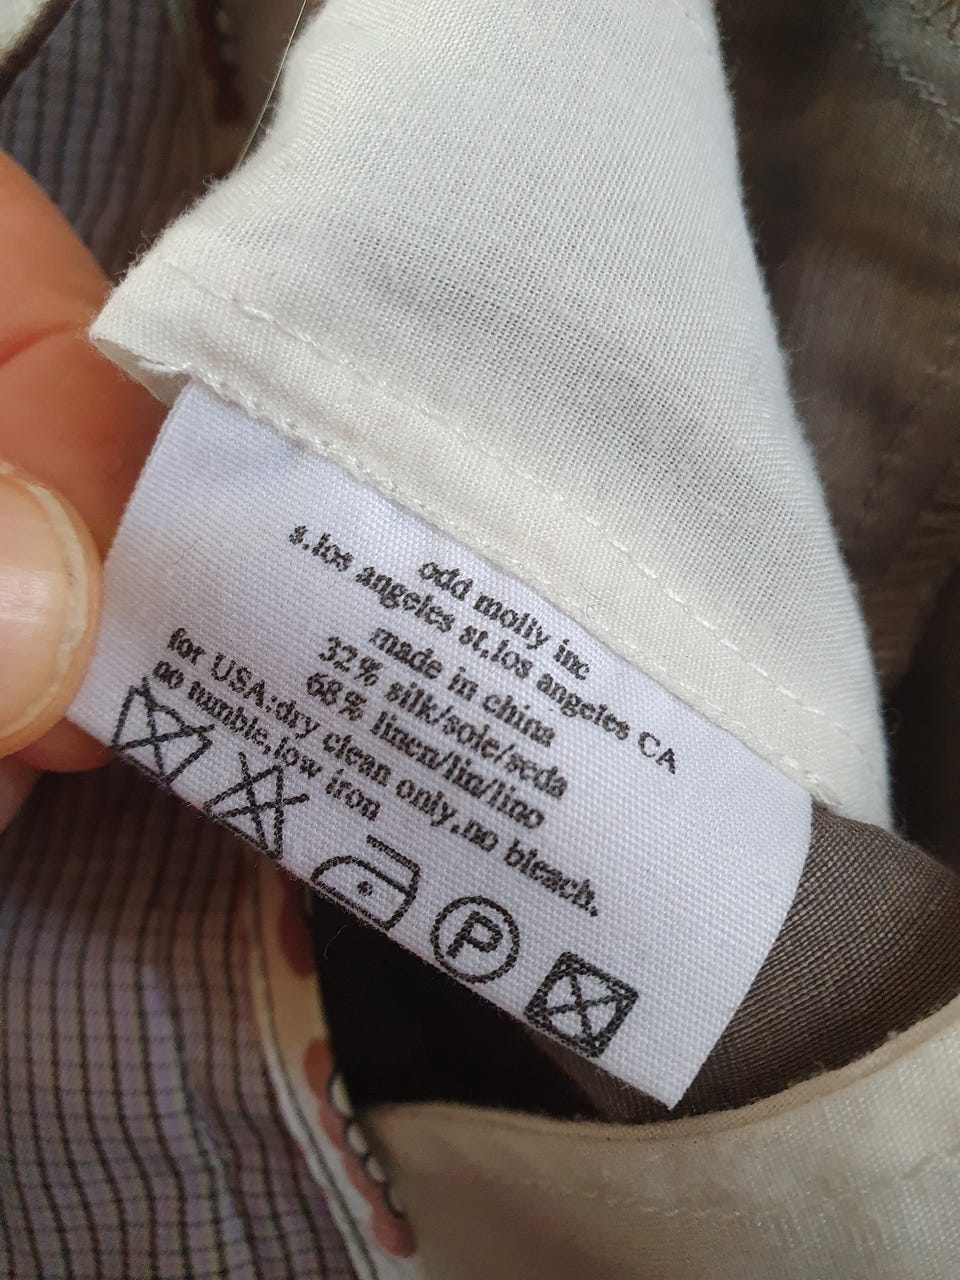 odd molly inc
s.los angeles st.los angeles CA
made in china
32% silk/soie/seda
68% linen/lin/lino
for USA:dry clean only.no bleach.
no tumble,low iron
P